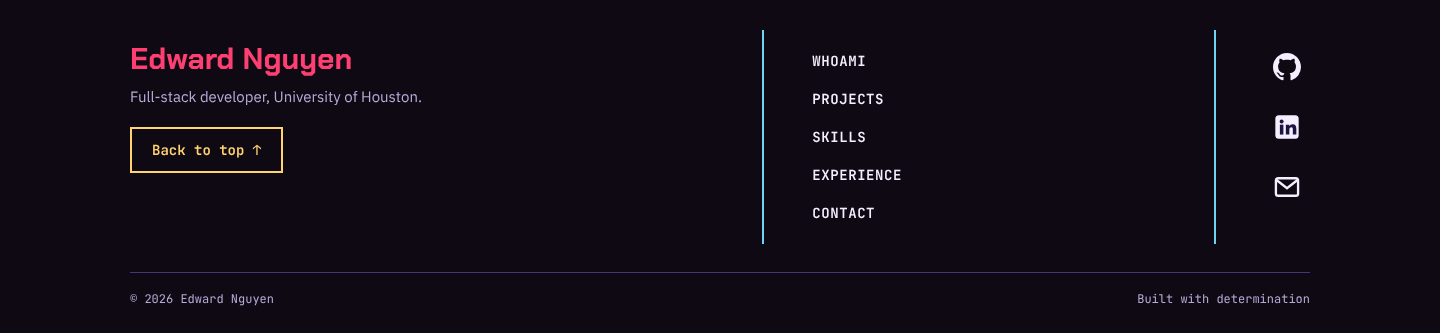 Edward Nguyen
Full-stack developer, University of Houston.
Back to top ↑
WHOAMI
PROJECTS
SKILLS
EXPERIENCE
CONTACT
in
© 2026 Edward Nguyen
Built with determination